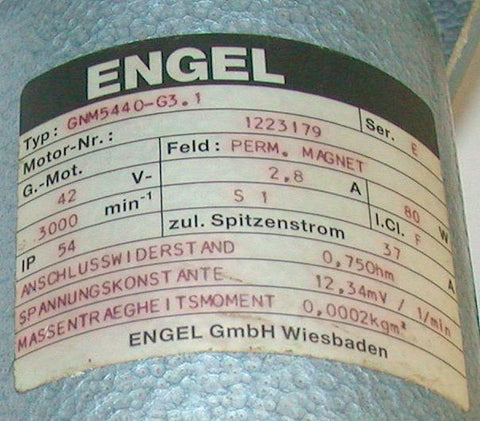 ENGEL
Typ: GNM5440-G3.1 Ser. E
Motor-Nr.: 1223179
G.-Mot. Feld: PERM. MAGNET
42 V- 2,8 A 80 W
3000 min⁻¹ S 1 I.Cl. F
IP 54 zul. Spitzenstrom 37 A
ANSCHLUSSWIDERSTAND 0,75Ohm
SPANNUNGSKONSTANTE 12,34mV / 1/min
MASSENTRAEGHEITSMOMENT 0,0002kgm²
ENGEL GmbH Wiesbaden